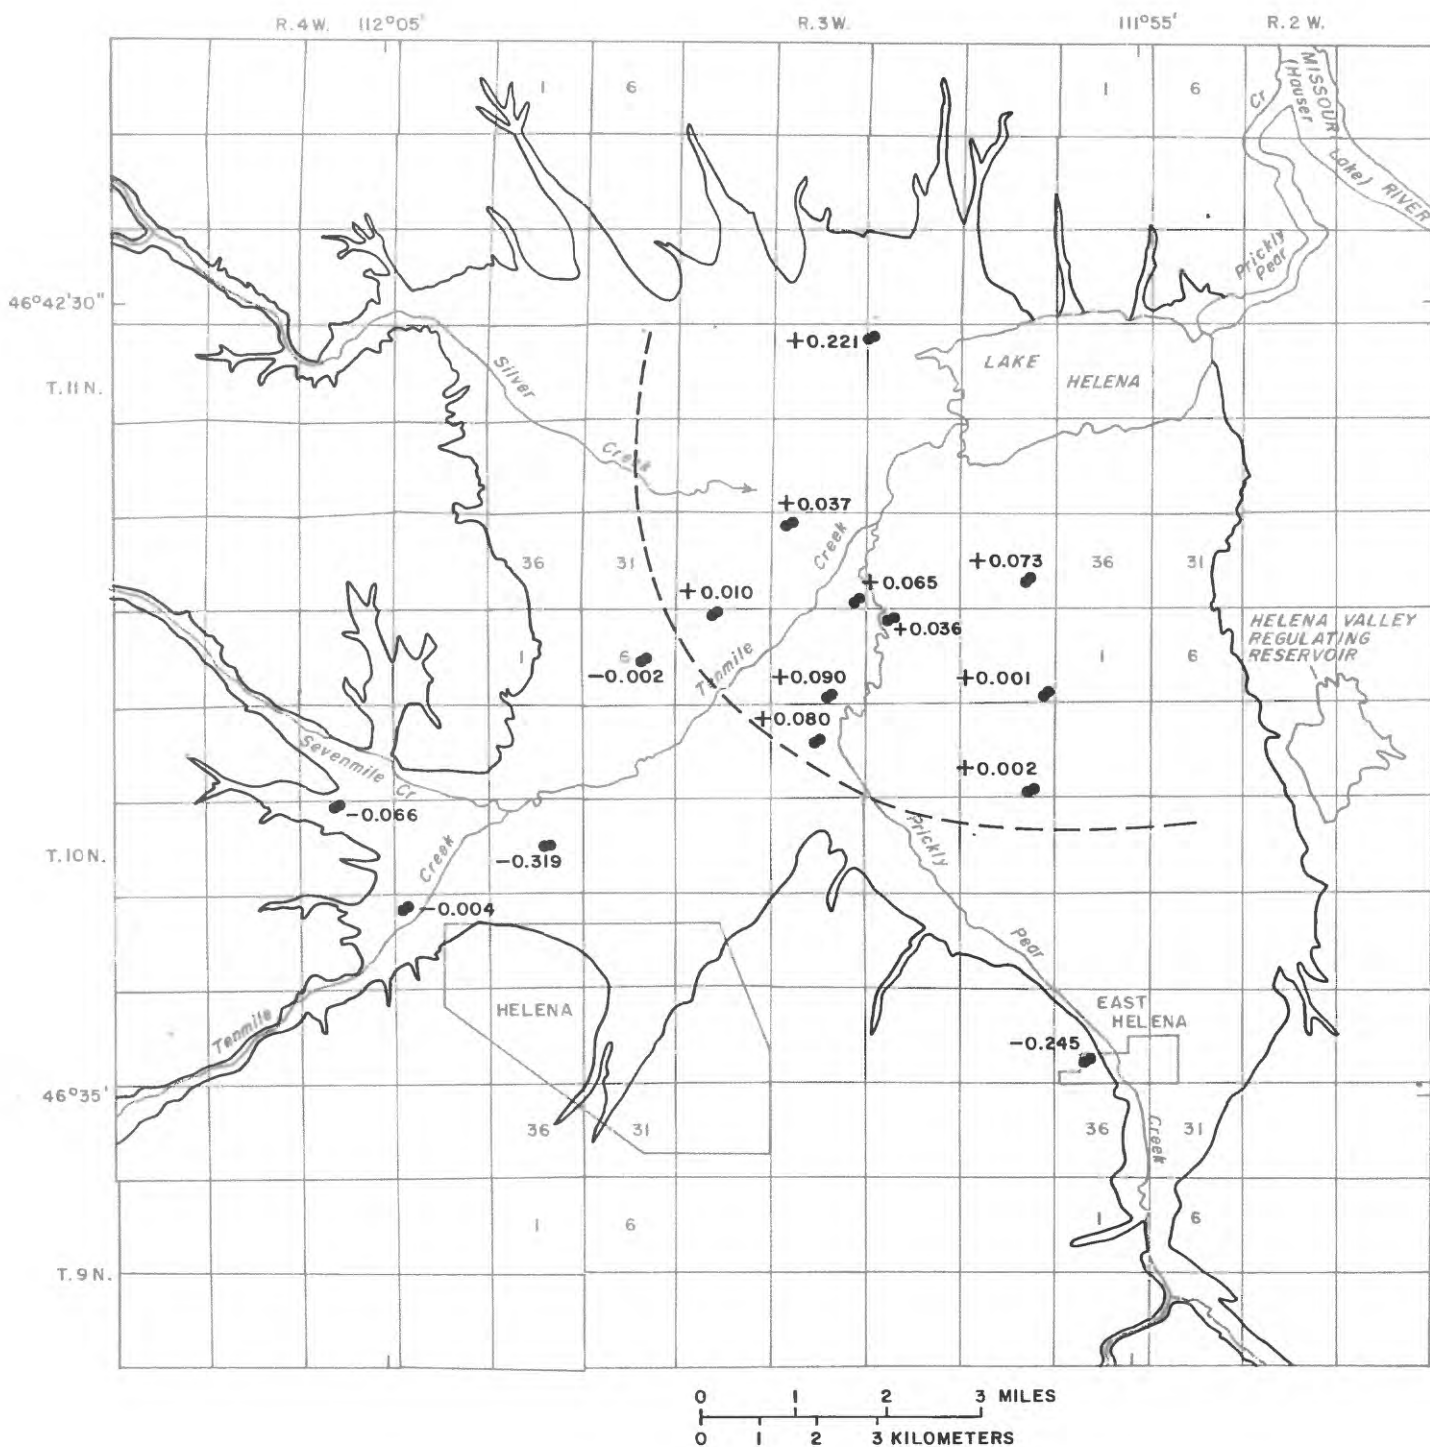 R.4W. 112°05' R.3W. 111°55' R.2W.
1 6 1 6
Cr
MISSOURI RIVER
(Hauser Lake)
Prickly Pear
46°42'30"
+0.221
LAKE HELENA
T.11N.
Silver Creek
+0.037
Creek
36 31 +0.073 36 31
+0.065
+0.010
+0.036
HELENA VALLEY
REGULATING
RESERVOIR
1 6 1 6
-0.002
Tenmile
+0.090
+0.001
+0.080
Sevenmile Cr
+0.002
-0.066
Prickly
T.10N.
Creek
-0.319
-0.004
Pear
HELENA
EAST
HELENA
Tenmile
-0.245
46°35'
36 31 36 31
Creek
1 6 1 6
T.9N.
0 1 2 3 MILES
0 1 2 3 KILOMETERS